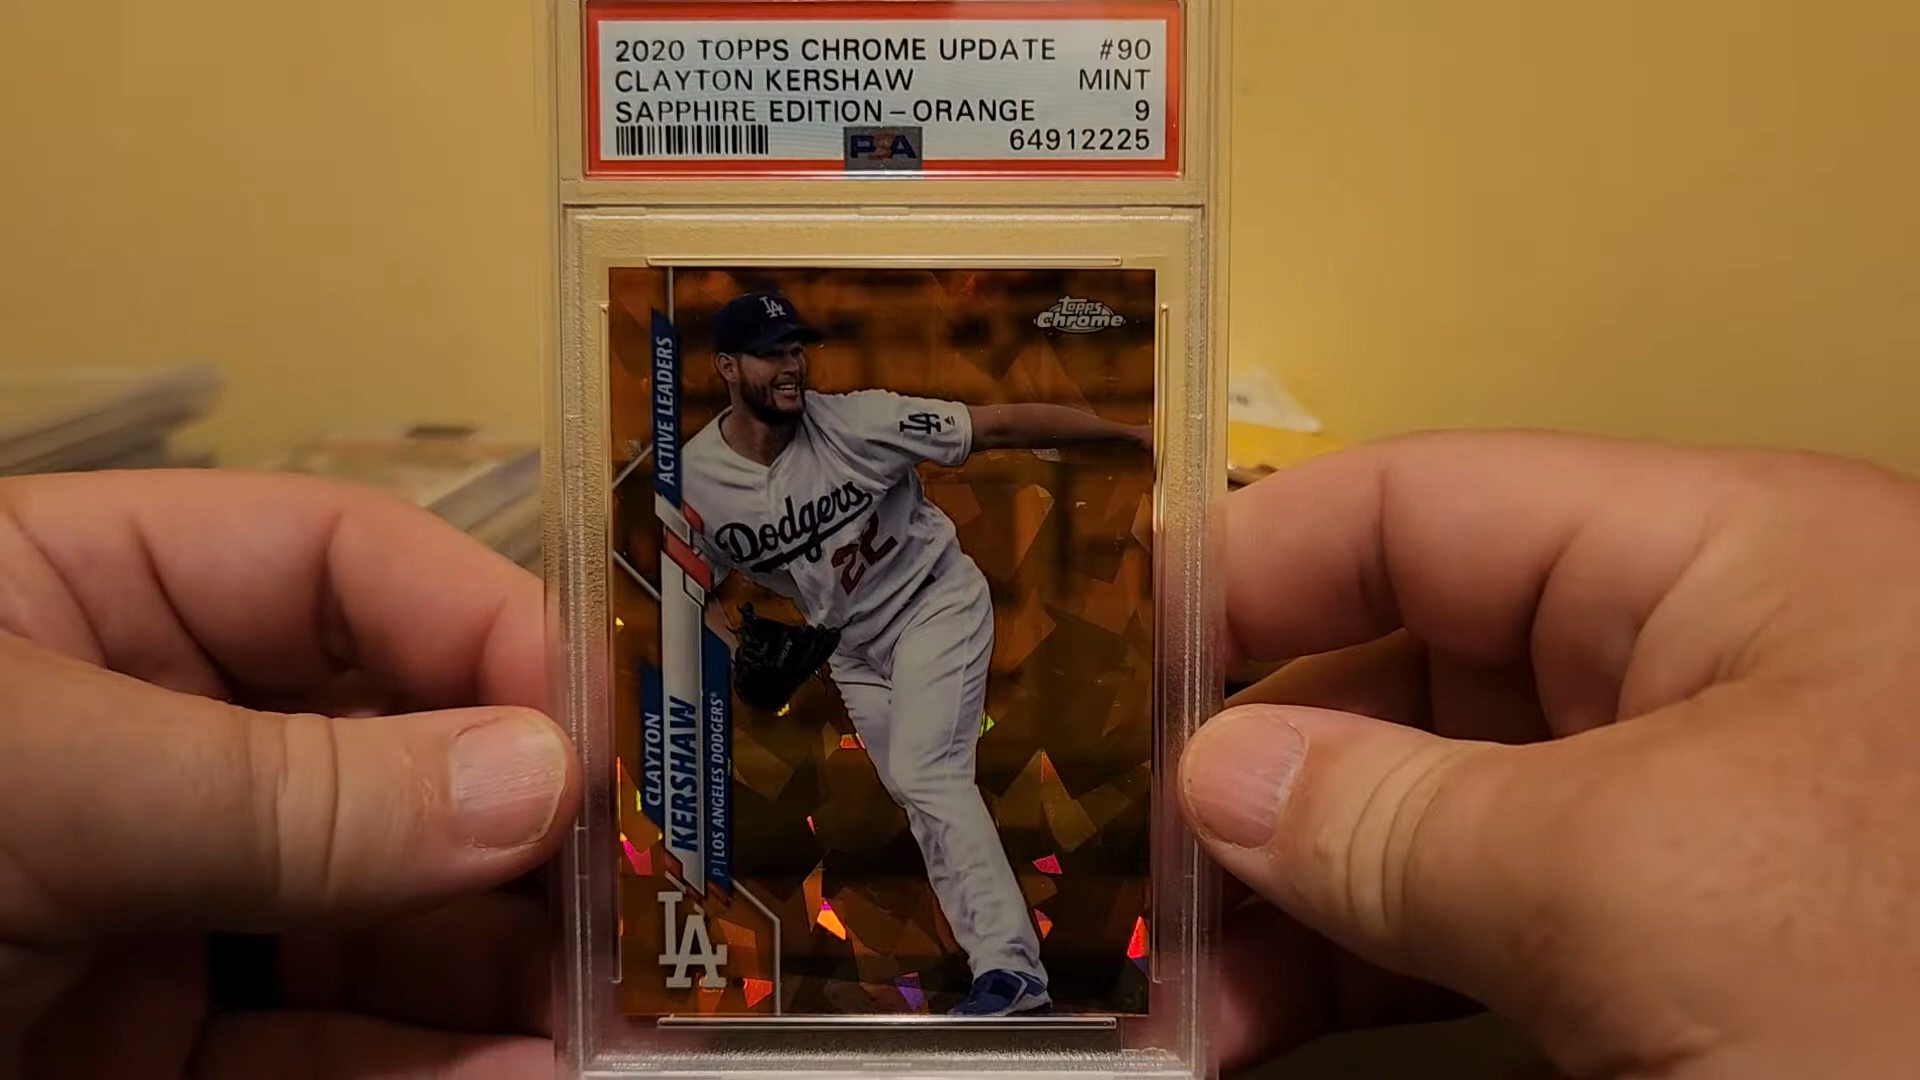 2020 TOPPS CHROME UPDATE #90
CLAYTON KERSHAW MINT
SAPPHIRE EDITION - ORANGE 9
PSA 64912225
Topps Chrome
LA
ACTIVE LEADERS
LA
Dodgers
22
CLAYTON
KERSHAW
P | LOS ANGELES DODGERS®
LA